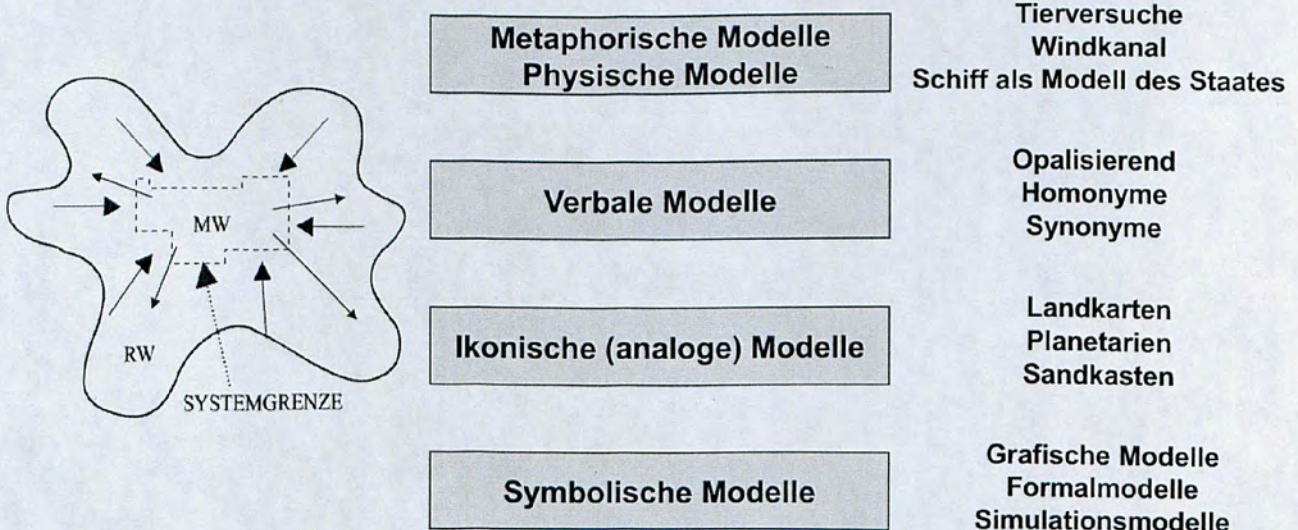 Metaphorische Modelle
Physische Modelle
Tierversuche
Windkanal
Schiff als Modell des Staates
Verbale Modelle
Opalisierend
Homonyme
Synonyme
Ikonische (analoge) Modelle
Landkarten
Planetarien
Sandkasten
Symbolische Modelle
Grafische Modelle
Formalmodelle
Simulationsmodelle
MW
RW
SYSTEMGRENZE